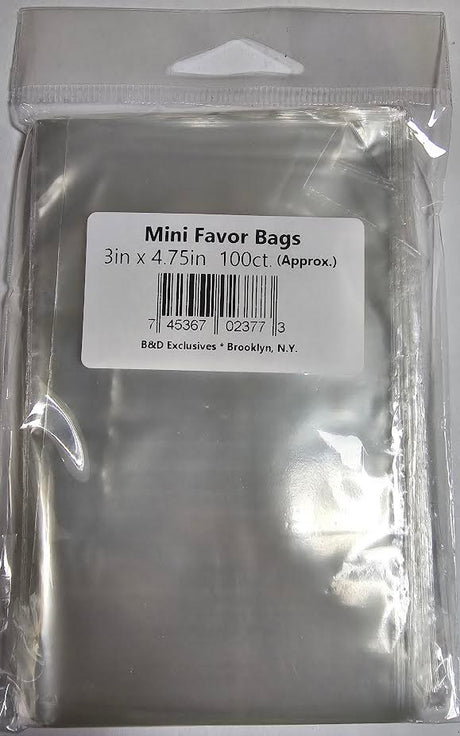 Mini Favor Bags
3in x 4.75in 100ct. (Approx.)
7 45367 02377 3
B&D Exclusives * Brooklyn, N.Y.